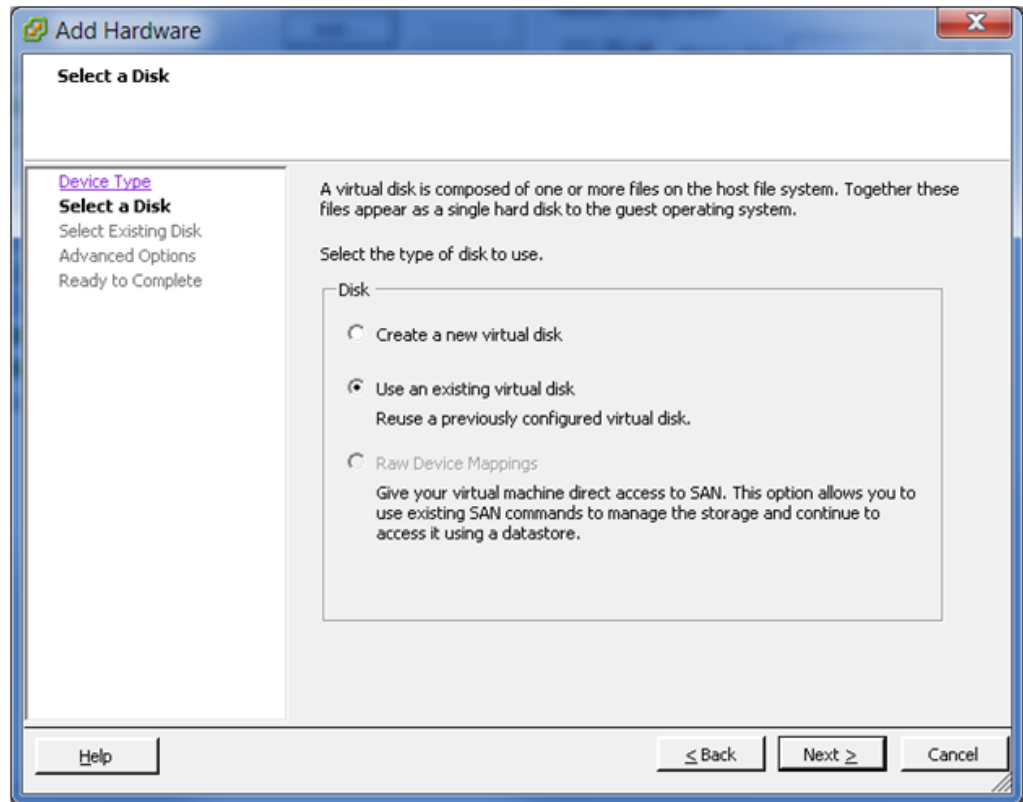 Add Hardware
Select a Disk
Device Type
Select a Disk
Select Existing Disk
Advanced Options
Ready to Complete
A virtual disk is composed of one or more files on the host file system. Together these
files appear as a single hard disk to the guest operating system.
Select the type of disk to use.
Disk
Create a new virtual disk
Use an existing virtual disk
Reuse a previously configured virtual disk.
Raw Device Mappings
Give your virtual machine direct access to SAN. This option allows you to
use existing SAN commands to manage the storage and continue to
access it using a datastore.
Help
< Back
Next >
Cancel